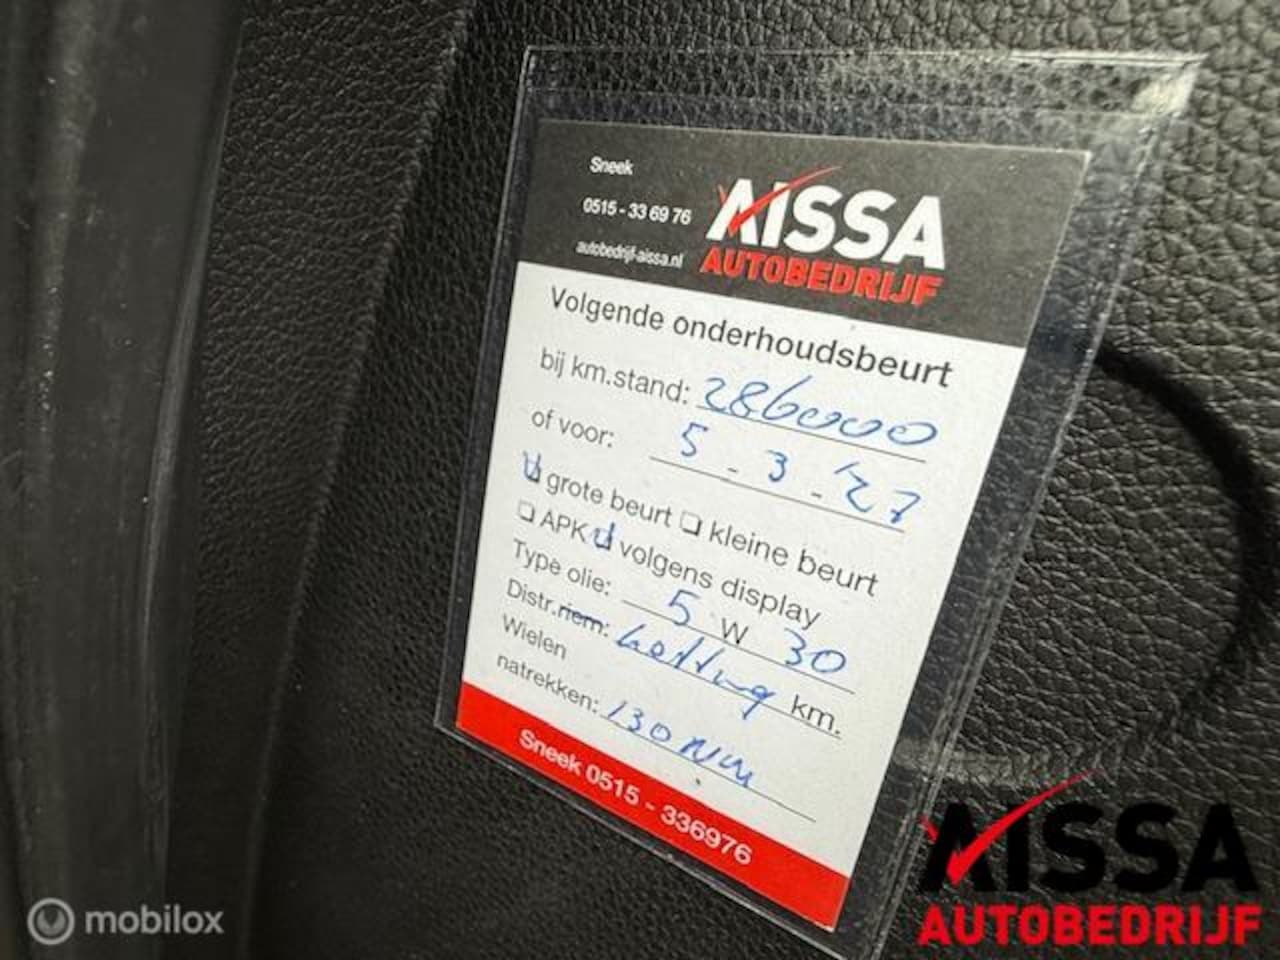 Sneek
0515 - 33 69 76
autobedrijf-aissa.nl
AISSA
AUTOBEDRIJF
Volgende onderhoudsbeurt
bij km.stand: 286000
of voor: 5 - 3 - 27
grote beurt ❑ kleine beurt
❑ APK volgens display
Type olie: 5 W 30
Distr.riem: ketting km.
Wielen
natrekken: 130 NM
Sneek 0515 - 336976
AISSA
AUTOBEDRIJF
mobilox